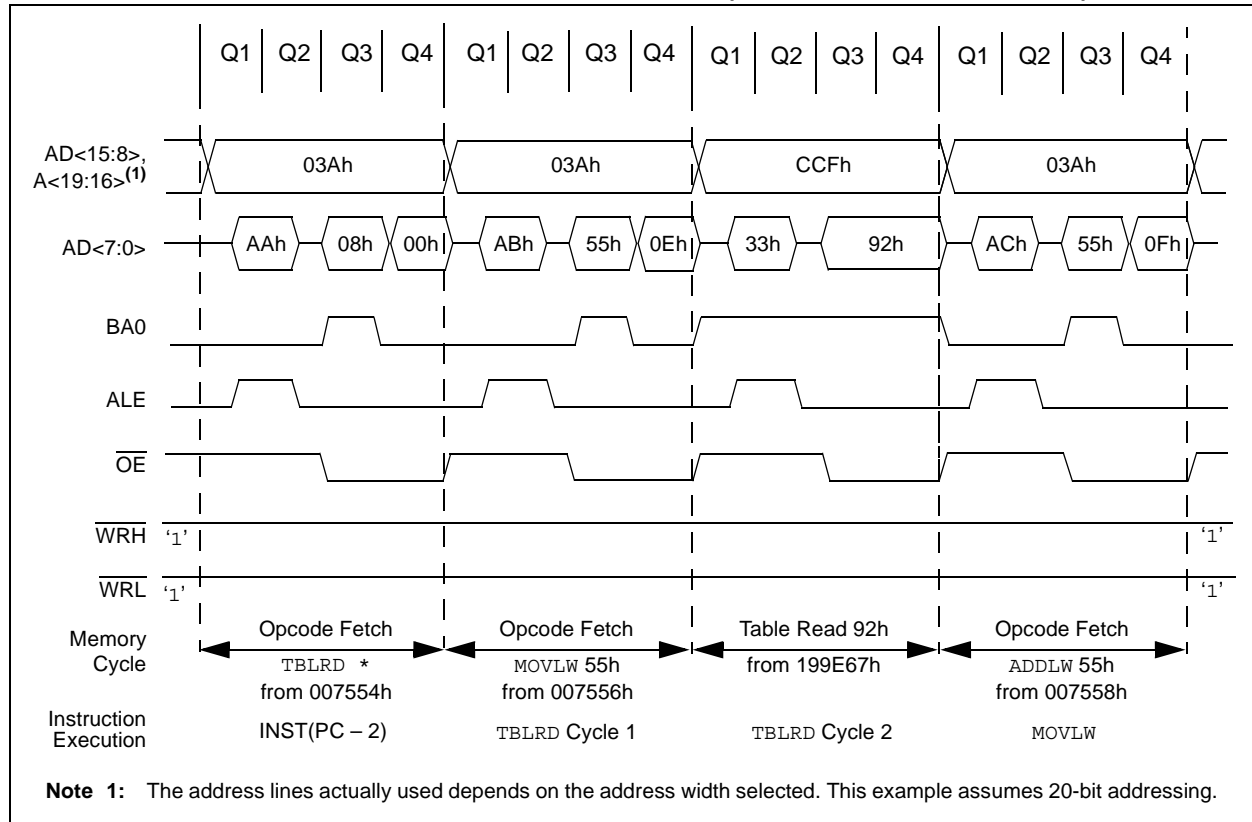 Q1 Q2 Q3 Q4 Q1 Q2 Q3 Q4 Q1 Q2 Q3 Q4 Q1 Q2 Q3 Q4
AD<15:8>,
A<19:16>(1)
03Ah 03Ah CCFh 03Ah
AD<7:0> AAh 08h 00h ABh 55h 0Eh 33h 92h ACh 55h 0Fh
BA0
ALE
OE
WRH '1' '1'
WRL '1' '1'
Memory
Cycle
Opcode Fetch
TBLRD *
from 007554h
Opcode Fetch
MOVLW 55h
from 007556h
Table Read 92h
from 199E67h
Opcode Fetch
ADDLW 55h
from 007558h
Instruction
Execution
INST(PC – 2) TBLRD Cycle 1 TBLRD Cycle 2 MOVLW
Note 1: The address lines actually used depends on the address width selected. This example assumes 20-bit addressing.